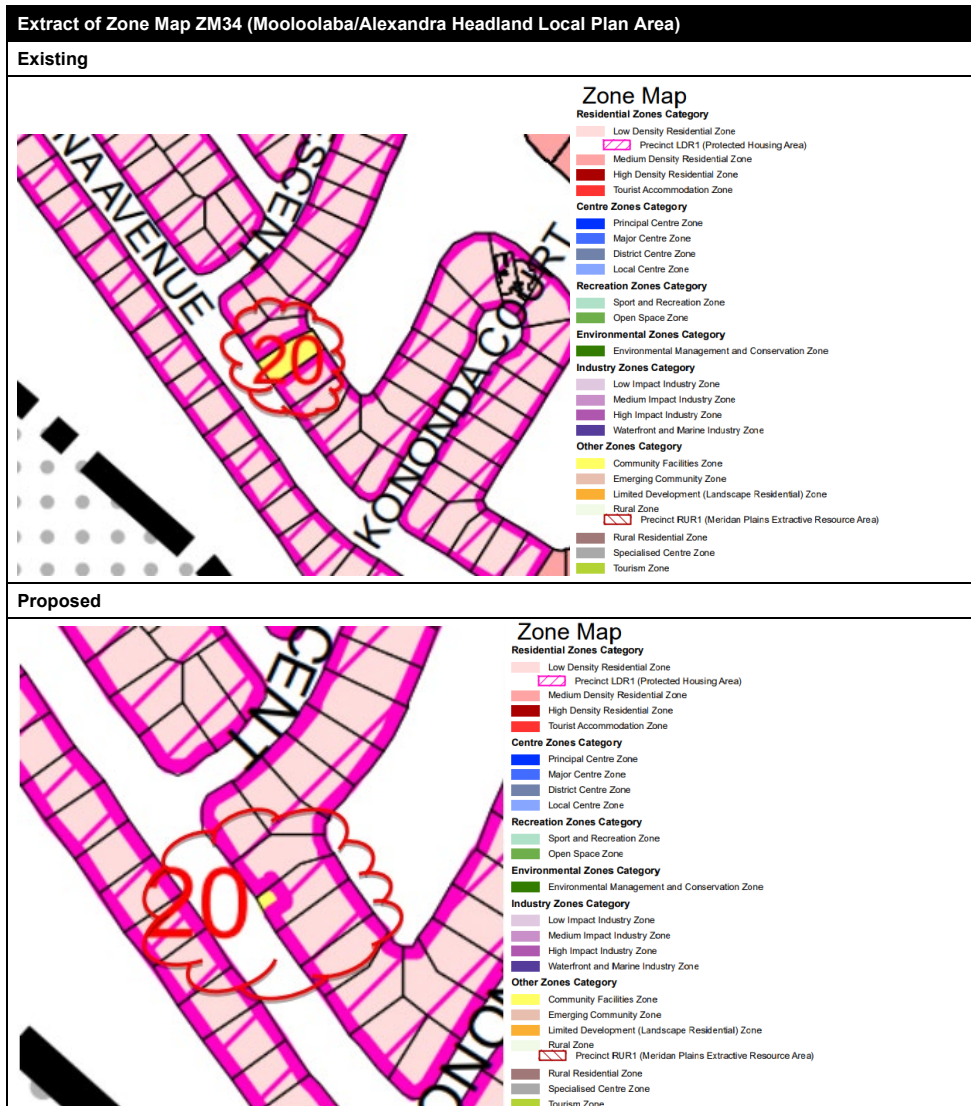 Extract of Zone Map ZM34 (Mooloolaba/Alexandra Headland Local Plan Area)
Existing
NA AVENUE
SCENT
KONONDA COURT
20
Zone Map
Residential Zones Category
Low Density Residential Zone
Precinct LDR1 (Protected Housing Area)
Medium Density Residential Zone
High Density Residential Zone
Tourist Accommodation Zone
Centre Zones Category
Principal Centre Zone
Major Centre Zone
District Centre Zone
Local Centre Zone
Recreation Zones Category
Sport and Recreation Zone
Open Space Zone
Environmental Zones Category
Environmental Management and Conservation Zone
Industry Zones Category
Low Impact Industry Zone
Medium Impact Industry Zone
High Impact Industry Zone
Waterfront and Marine Industry Zone
Other Zones Category
Community Facilities Zone
Emerging Community Zone
Limited Development (Landscape Residential) Zone
Rural Zone
Precinct RUR1 (Meridan Plains Extractive Resource Area)
Rural Residential Zone
Specialised Centre Zone
Tourism Zone
Proposed
CENT
20
ONON
Zone Map
Residential Zones Category
Low Density Residential Zone
Precinct LDR1 (Protected Housing Area)
Medium Density Residential Zone
High Density Residential Zone
Tourist Accommodation Zone
Centre Zones Category
Principal Centre Zone
Major Centre Zone
District Centre Zone
Local Centre Zone
Recreation Zones Category
Sport and Recreation Zone
Open Space Zone
Environmental Zones Category
Environmental Management and Conservation Zone
Industry Zones Category
Low Impact Industry Zone
Medium Impact Industry Zone
High Impact Industry Zone
Waterfront and Marine Industry Zone
Other Zones Category
Community Facilities Zone
Emerging Community Zone
Limited Development (Landscape Residential) Zone
Rural Zone
Precinct RUR1 (Meridan Plains Extractive Resource Area)
Rural Residential Zone
Specialised Centre Zone
Tourism Zone